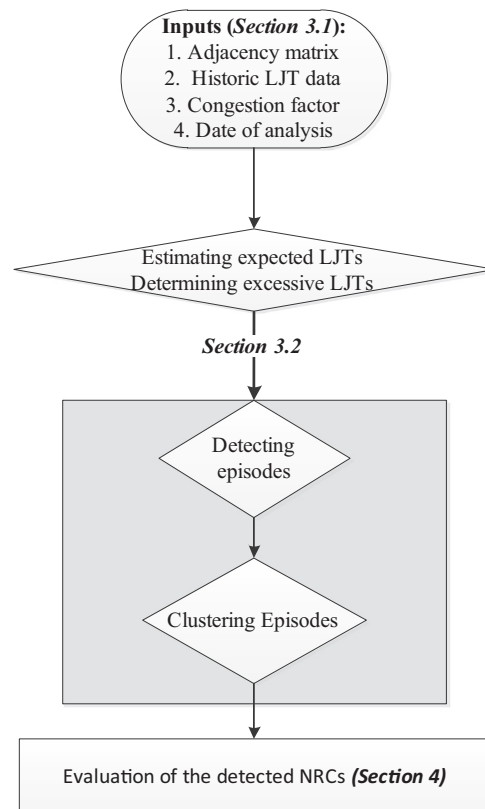 Inputs (Section 3.1):
1. Adjacency matrix
2. Historic LJT data
3. Congestion factor
4. Date of analysis
Estimating expected LJTs
Determining excessive LJTs
Section 3.2
Detecting
episodes
Clustering Episodes
Evaluation of the detected NRCs (Section 4)